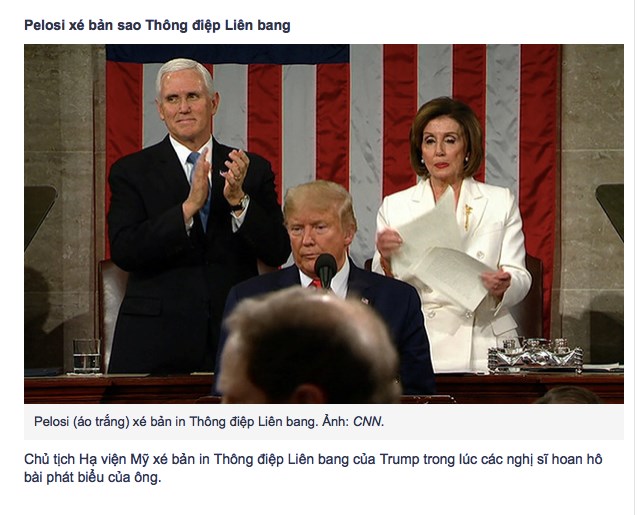 Pelosi xé bản sao Thông điệp Liên bang
Pelosi (áo trắng) xé bản in Thông điệp Liên bang. Ảnh: CNN.
Chủ tịch Hạ viện Mỹ xé bản in Thông điệp Liên bang của Trump trong lúc các nghị sĩ hoan hô
bài phát biểu của ông.